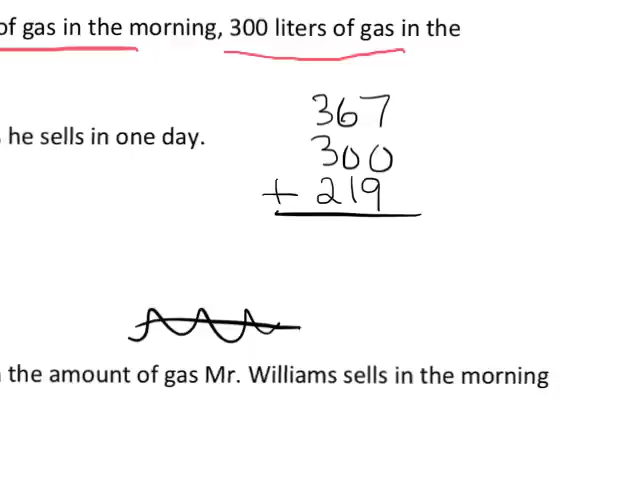 of gas in the morning, 300 liters of gas in the
he sells in one day.
367
300
+ 219
the amount of gas Mr. Williams sells in the morning